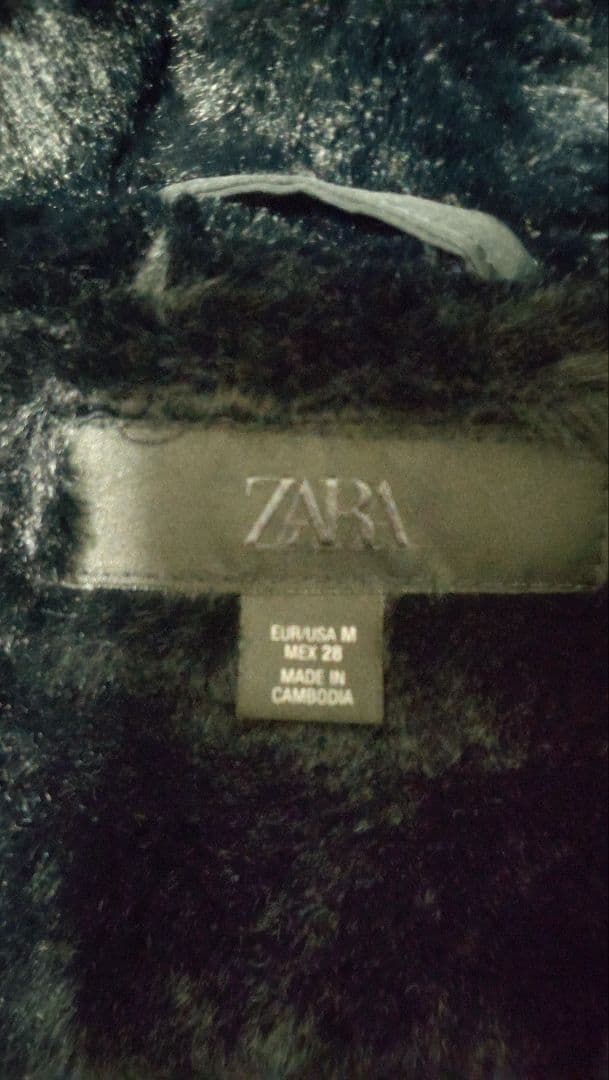 ZARA
EUR/USA M
MEX 28
MADE IN
CAMBODIA